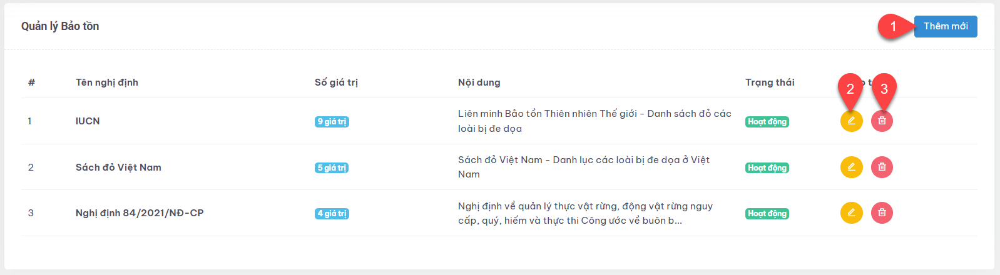 Quản lý Bảo tồn
1
Thêm mới
# Tên nghị định Số giá trị Nội dung Trạng thái
2 3
1 IUCN 9 giá trị Liên minh Bảo tồn Thiên nhiên Thế giới - Danh sách đỏ các
loài bị đe dọa Hoạt động
2 Sách đỏ Việt Nam 5 giá trị Sách đỏ Việt Nam - Danh lục các loài bị đe dọa ở Việt
Nam Hoạt động
3 Nghị định 84/2021/NĐ-CP 4 giá trị Nghị định về quản lý thực vật rừng, động vật rừng nguy
cấp, quý, hiếm và thực thi Công ước về buôn b... Hoạt động